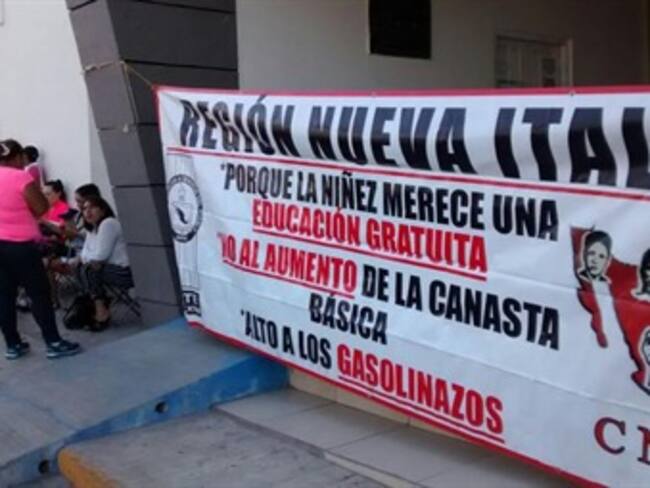 REGIÓN NUEVA ITAL
*PORQUE LA NIÑEZ MERECE UNA
EDUCACIÓN GRATUITA
*NO AL AUMENTO DE LA CANASTA
BÁSICA
*ALTO A LOS GASOLINAZOS
CN